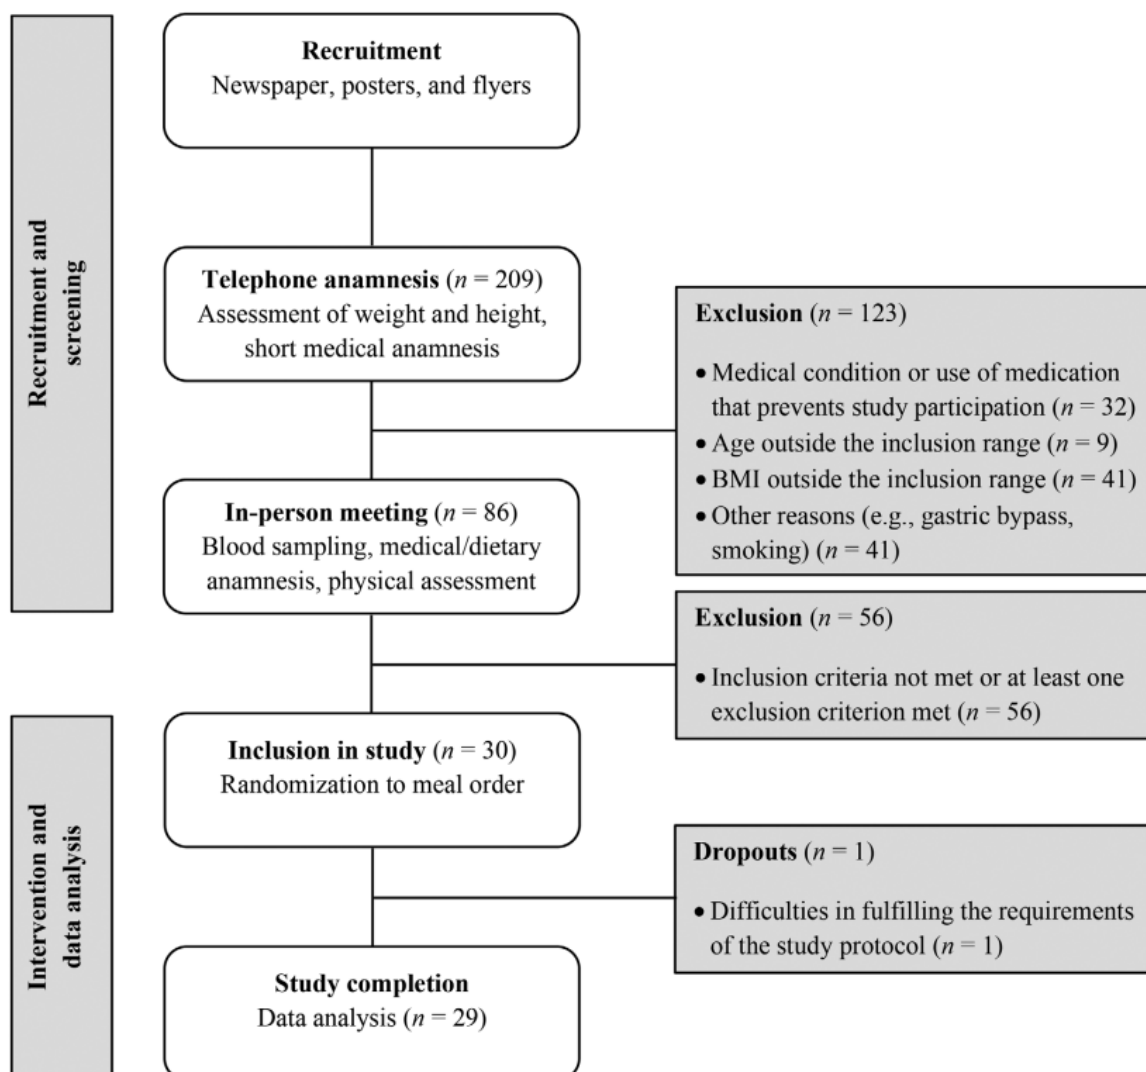 Recruitment and
screening
Recruitment
Newspaper, posters, and flyers
Telephone anamnesis (n = 209)
Assessment of weight and height,
short medical anamnesis
Exclusion (n = 123)
• Medical condition or use of medication
that prevents study participation (n = 32)
• Age outside the inclusion range (n = 9)
• BMI outside the inclusion range (n = 41)
• Other reasons (e.g., gastric bypass,
smoking) (n = 41)
In-person meeting (n = 86)
Blood sampling, medical/dietary
anamnesis, physical assessment
Exclusion (n = 56)
• Inclusion criteria not met or at least one
exclusion criterion met (n = 56)
Intervention and
data analysis
Inclusion in study (n = 30)
Randomization to meal order
Dropouts (n = 1)
• Difficulties in fulfilling the requirements
of the study protocol (n = 1)
Study completion
Data analysis (n = 29)